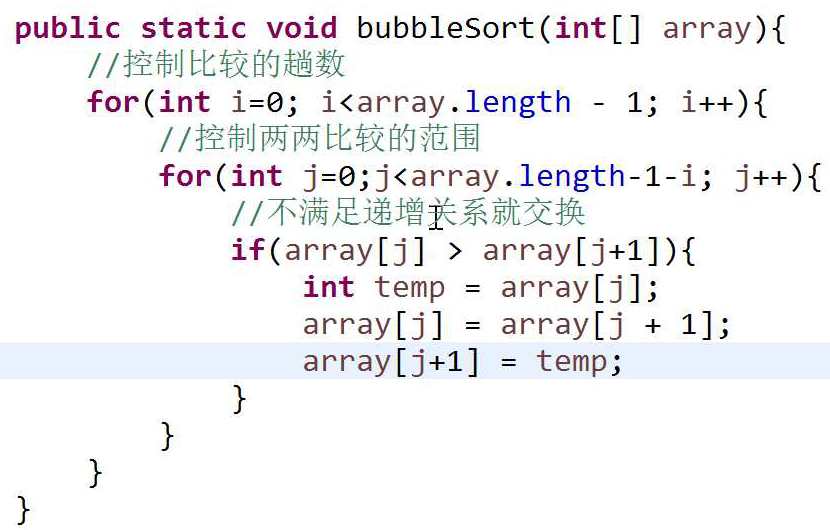 public static void bubbleSort(int[] array){
//控制比较的趟数
for(int i=0; i<array.length - 1; i++){
//控制两两比较的范围
for(int j=0;j<array.length-1-i; j++){
//不满足递增关系就交换
if(array[j] > array[j+1]){
int temp = array[j];
array[j] = array[j + 1];
array[j+1] = temp;
}
}
}
}